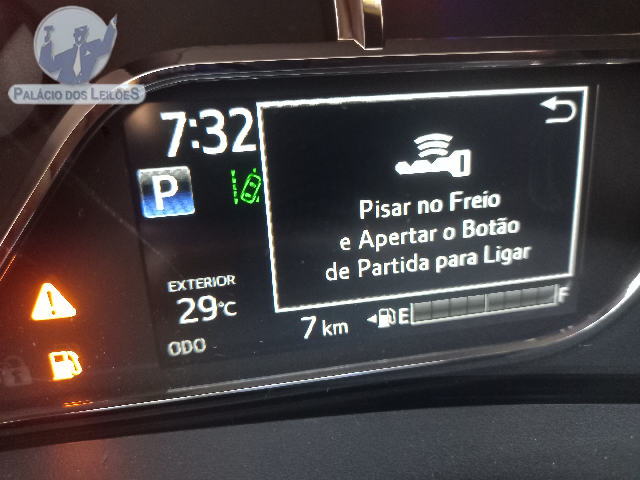 PALÁCIO DOS LEILÕES
7:32
P
Pisar no Freio
e Apertar o Botão
de Partida para Ligar
EXTERIOR
29°C
7 km
E
F
ODO